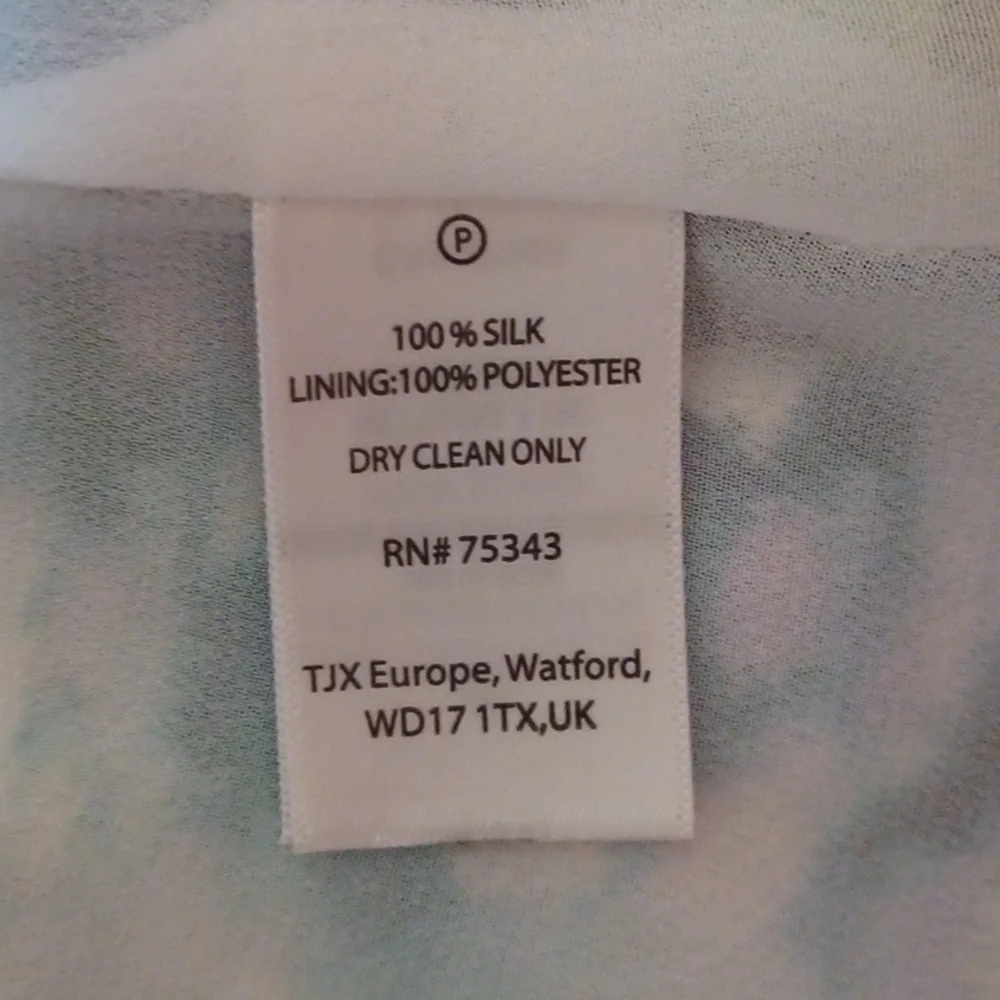 P
100% SILK
LINING:100% POLYESTER
DRY CLEAN ONLY
RN# 75343
TJX Europe, Watford,
WD17 1TX,UK